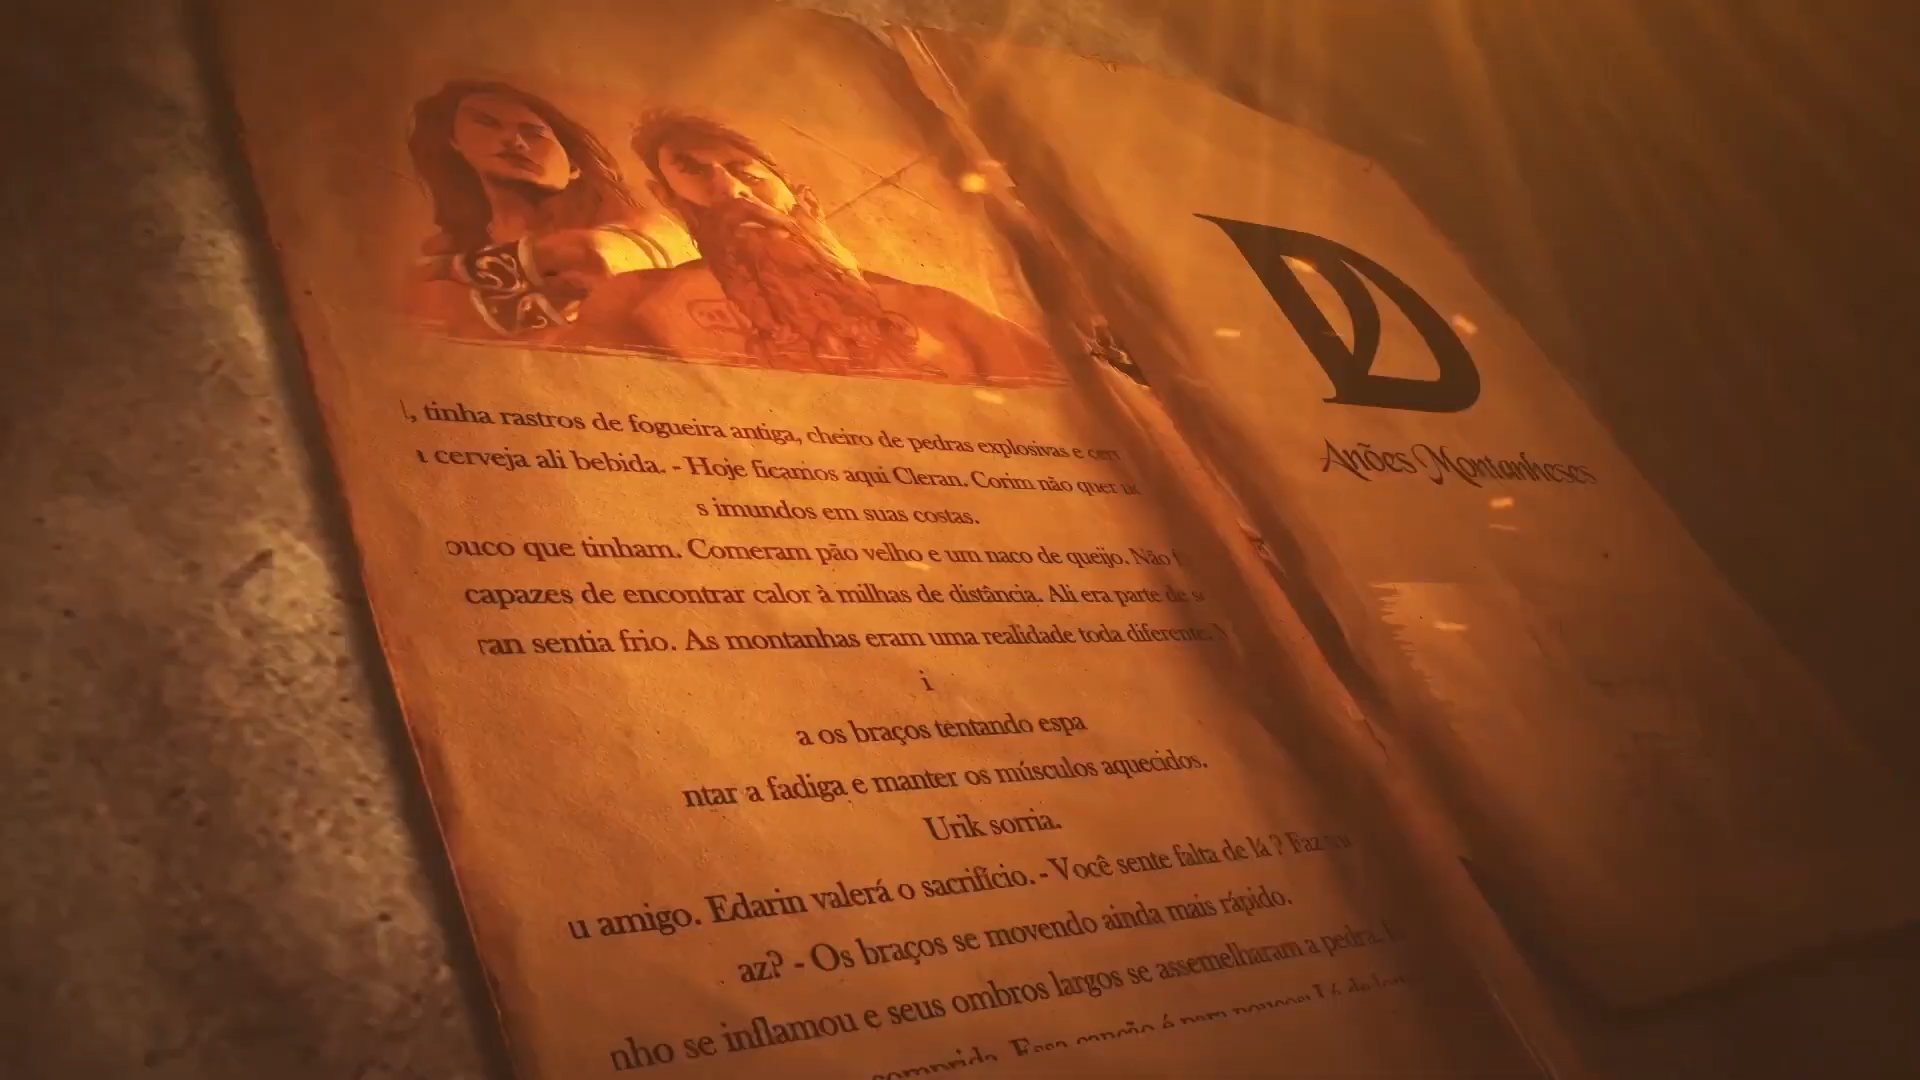 , tinha rastros de fogueira antiga, cheiro de pedras explosivas e
cerveja ali bebida. - Hoje ficamos aqui Cleran. Corim não quer
s imundos em suas costas.
ouco que tinham. Comeram pão velho e um naco de queijo. Não
capazes de encontrar calor à milhas de distância. Ali era parte de
ran sentia frio. As montanhas eram uma realidade toda diferente.
i
a os braços tentando espa
ntar a fadiga e manter os músculos aquecidos.
Urik sorria.
u amigo. Edarin valerá o sacrifício. - Você sente falta de lá ? Faz
az? - Os braços se movendo ainda mais rápido.
nho se inflamou e seus ombros largos se assemelharam a pedra.
Essa canção é para poucos!
D
Anões Montanheses